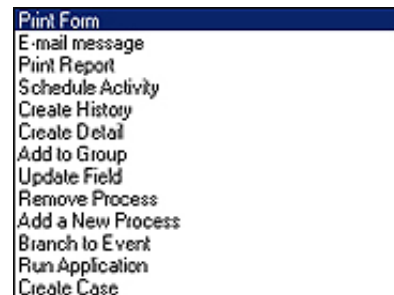 Print Form
E-mail message
Print Report
Schedule Activity
Create History
Create Detail
Add to Group
Update Field
Remove Process
Add a New Process
Branch to Event
Run Application
Create Case